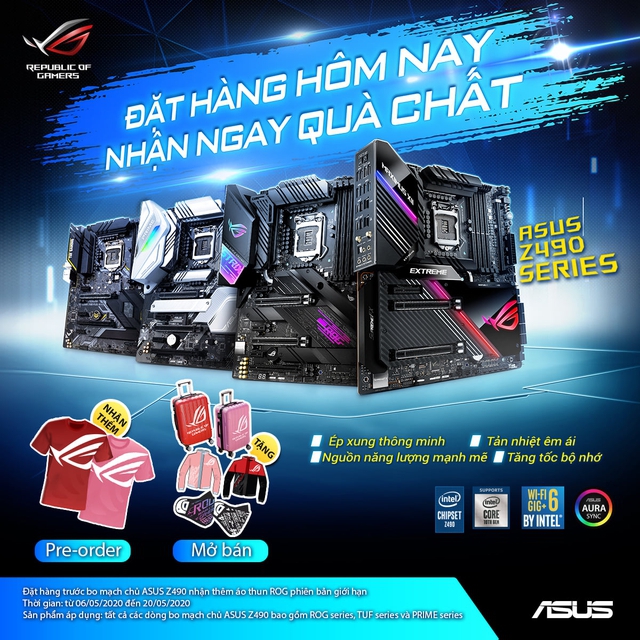 REPUBLIC OF
GAMERS
ĐẶT HÀNG HÔM NAY
NHẬN NGAY QUÀ CHẤT
ASUS
Z490
SERIES
EXTREME
NHẬN
THÊM
TẶNG
Ép xung thông minh
Tản nhiệt êm ái
Nguồn năng lượng mạnh mẽ
Tăng tốc bộ nhớ
Pre-order
Mở bán
intel
CHIPSET
Z490
SUPPORTS
intel
CORE
10TH GEN
WI-FI 6
GIG+
BY INTEL
ASUS
AURA
SYNC
Đặt hàng trước bo mạch chủ ASUS Z490 nhận thêm áo thun ROG phiên bản giới hạn
Thời gian: từ 06/05/2020 đến 20/05/2020
Sản phẩm áp dụng: tất cả các dòng bo mạch chủ ASUS Z490 bao gồm ROG series, TUF series và PRIME series
ASUS